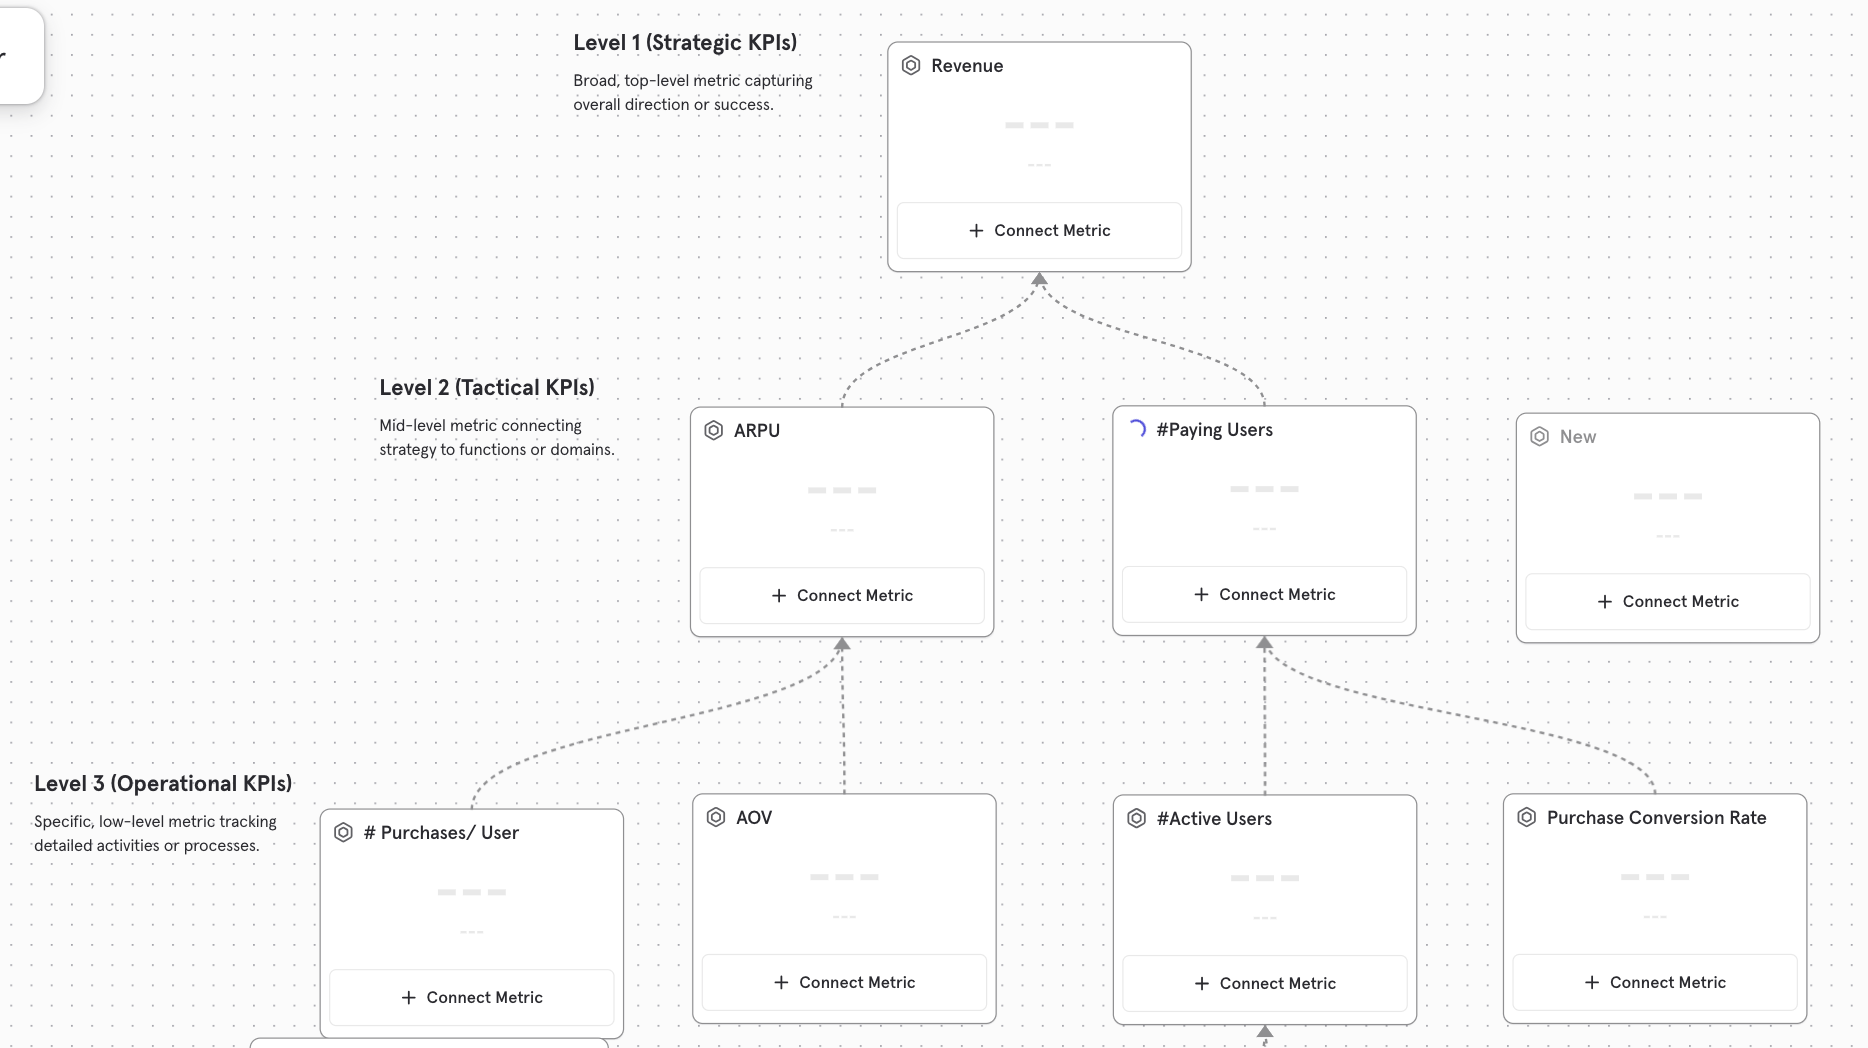 Level 1 (Strategic KPIs)
Broad, top-level metric capturing
overall direction or success.
Revenue
Connect Metric
Level 2 (Tactical KPIs)
Mid-level metric connecting
strategy to functions or domains.
ARPU
Connect Metric
#Paying Users
Connect Metric
New
Connect Metric
Level 3 (Operational KPIs)
Specific, low-level metric tracking
detailed activities or processes.
# Purchases/ User
Connect Metric
AOV
Connect Metric
#Active Users
Connect Metric
Purchase Conversion Rate
Connect Metric